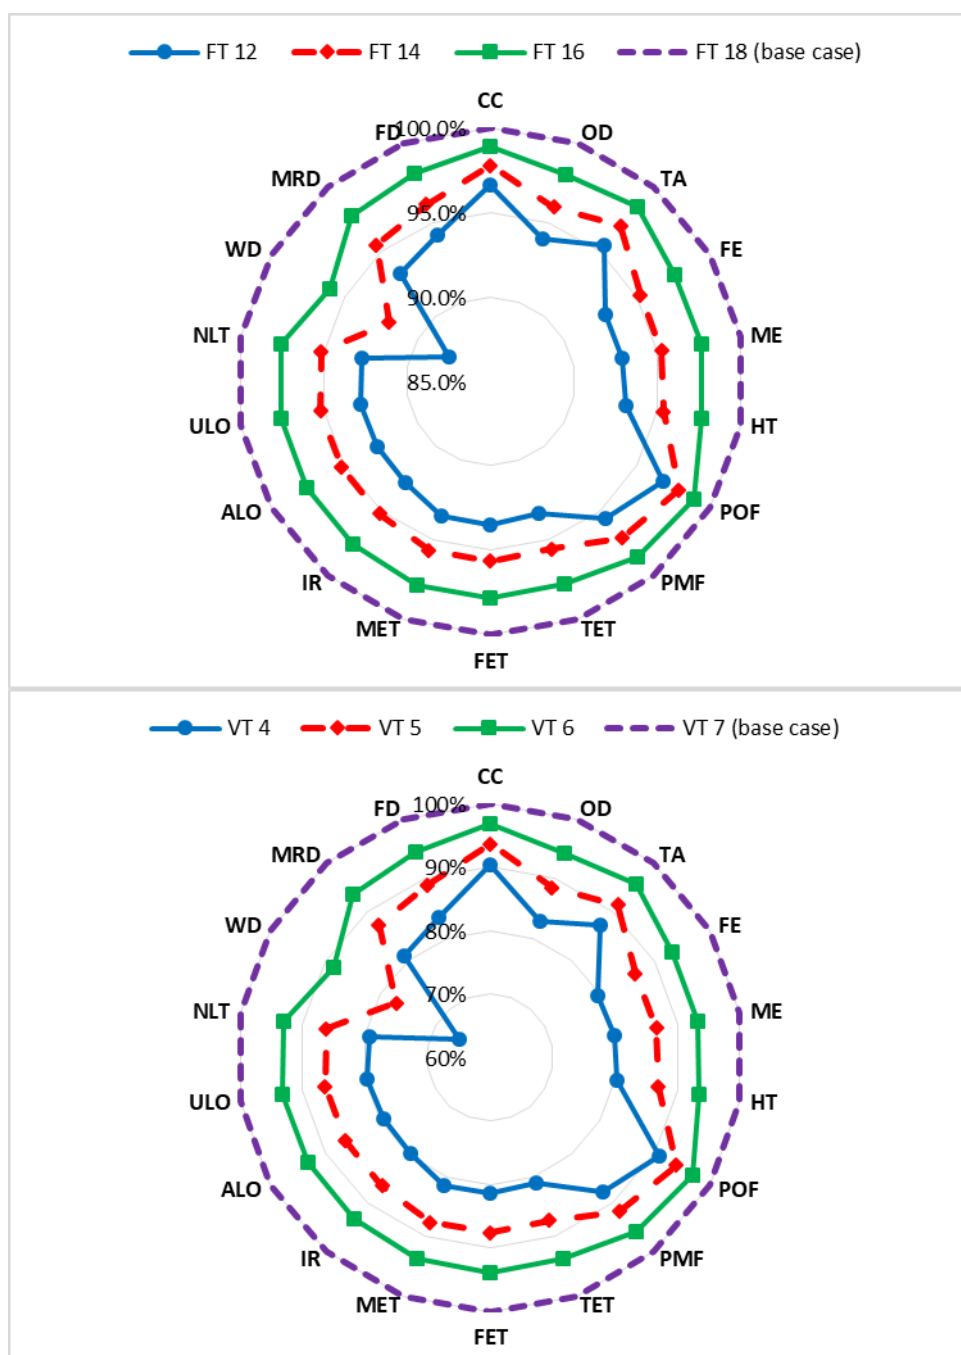 FT 12 FT 14 FT 16 FT 18 (base case)
CC
FD 100.0% OD
MRD TA
95.0%
WD FE
90.0%
NLT ME
85.0%
ULO HT
ALO POF
IR PMF
MET TET
FET
VT 4 VT 5 VT 6 VT 7 (base case)
CC
FD 100% OD
MRD TA
90%
WD FE
80%
NLT 70% ME
60%
ULO HT
ALO POF
IR PMF
MET TET
FET